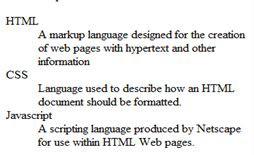 HTML
A markup language designed for the creation
of web pages with hypertext and other
information
CSS
Language used to describe how an HTML
document should be formatted.
Javascript
A scripting language produced by Netscape
for use within HTML Web pages.